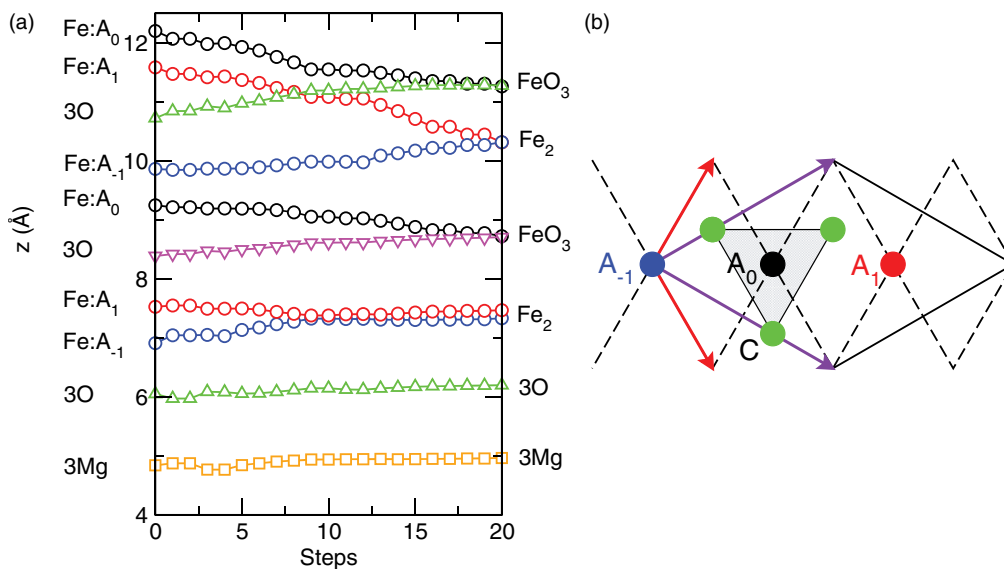 (a)
Fe:A0
Fe:A1
3O
Fe:A-1
Fe:A0
3O
Fe:A1
Fe:A-1
3O
3Mg
z (Å)
12
10
8
6
4
0 5 10 15 20
Steps
FeO3
Fe2
FeO3
Fe2
3O
3Mg
(b)
A-1 A0 A1
C